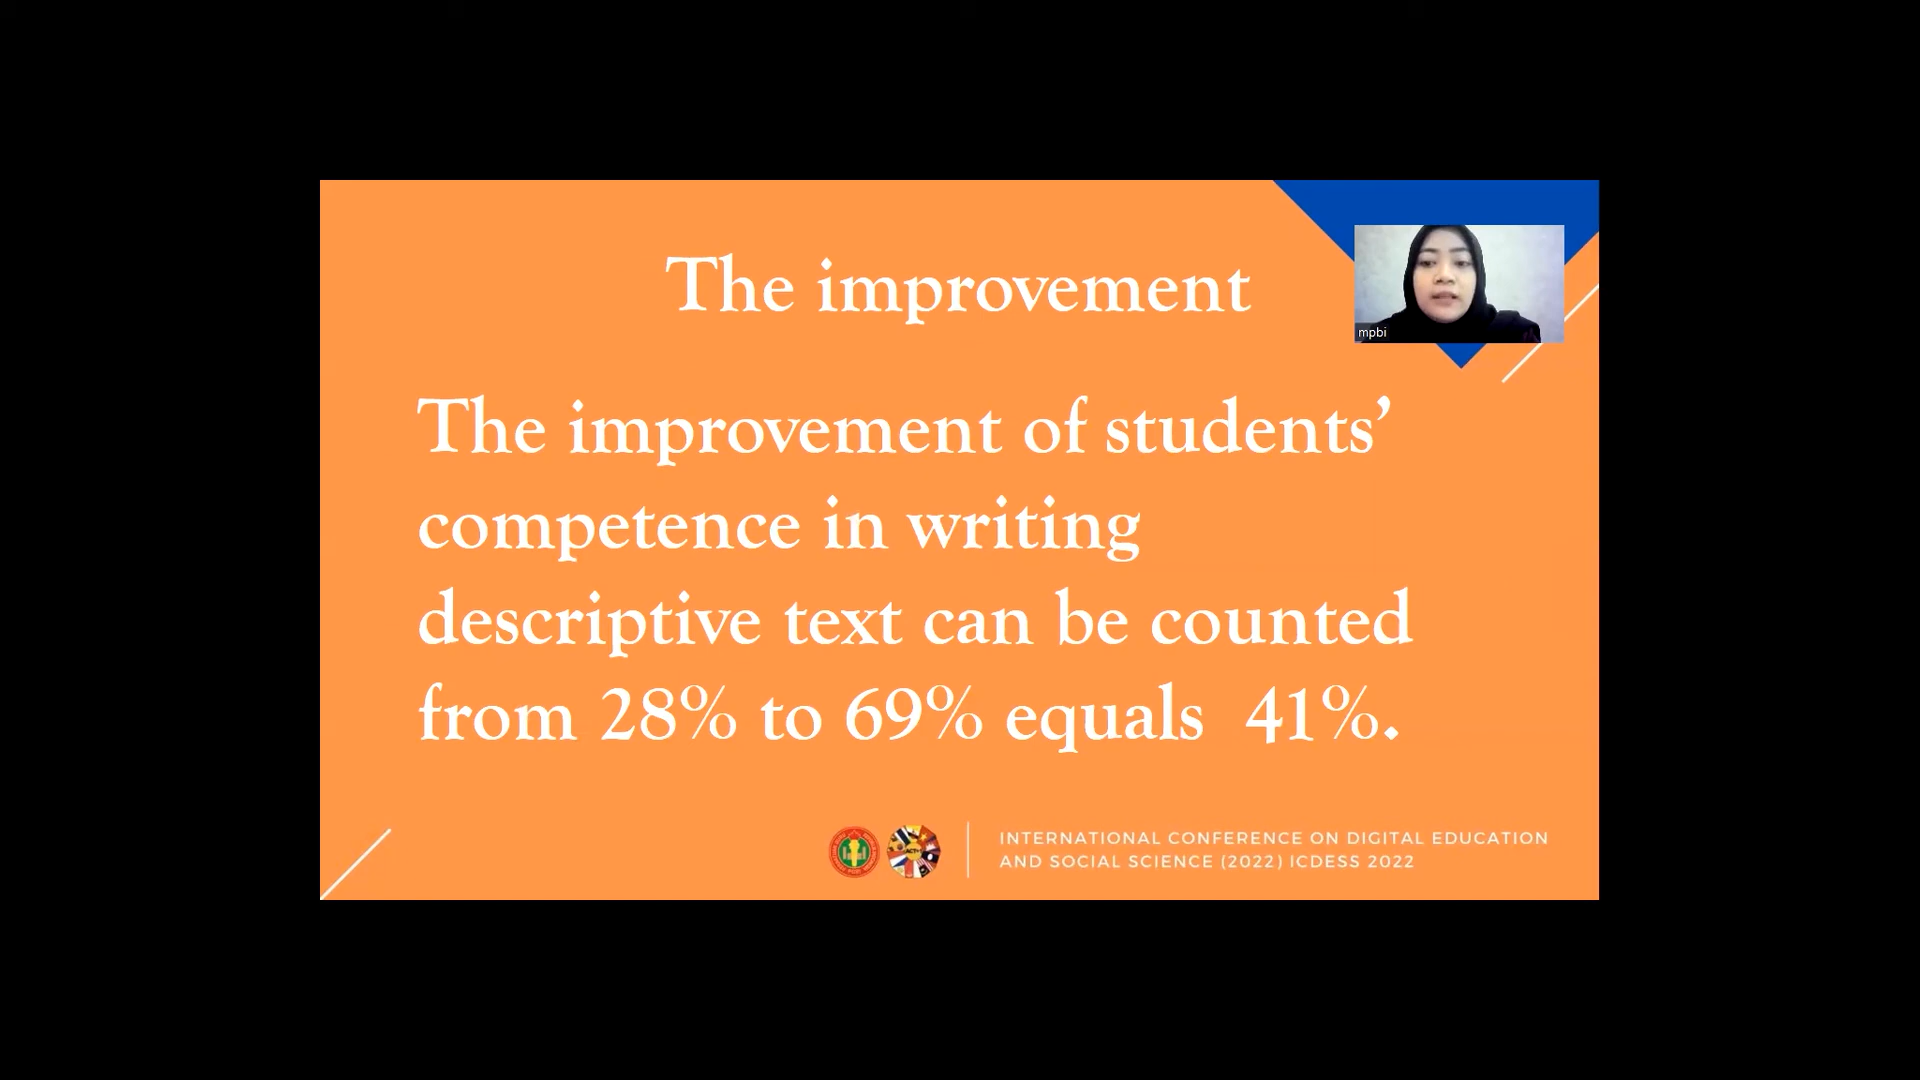 The improvement
mpbi
The improvement of students’
competence in writing
descriptive text can be counted
from 28% to 69% equals  41%.
INTERNATIONAL CONFERENCE ON DIGITAL EDUCATION
AND SOCIAL SCIENCE (2022) ICDESS 2022